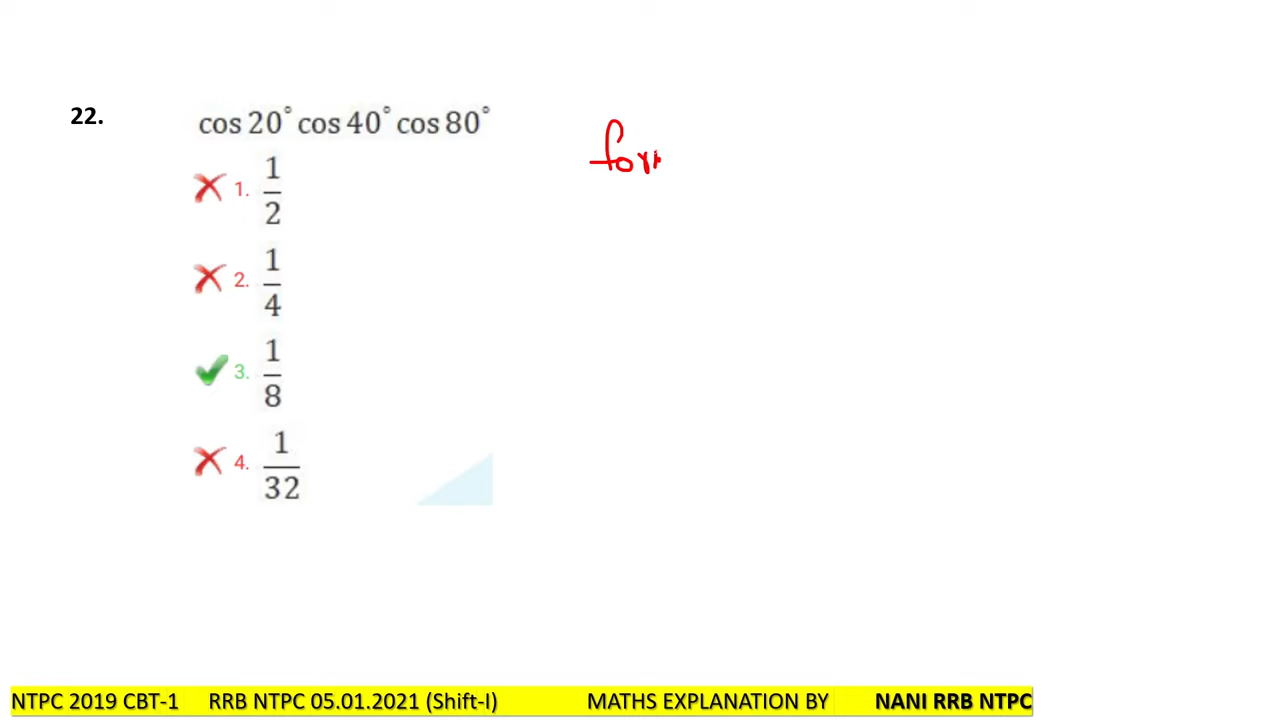 22. cos 20° cos 40° cos 80°
1. 1/2
2. 1/4
3. 1/8
4. 1/32
NTPC 2019 CBT-1 RRB NTPC 05.01.2021 (Shift-I) MATHS EXPLANATION BY NANI RRB NTPC